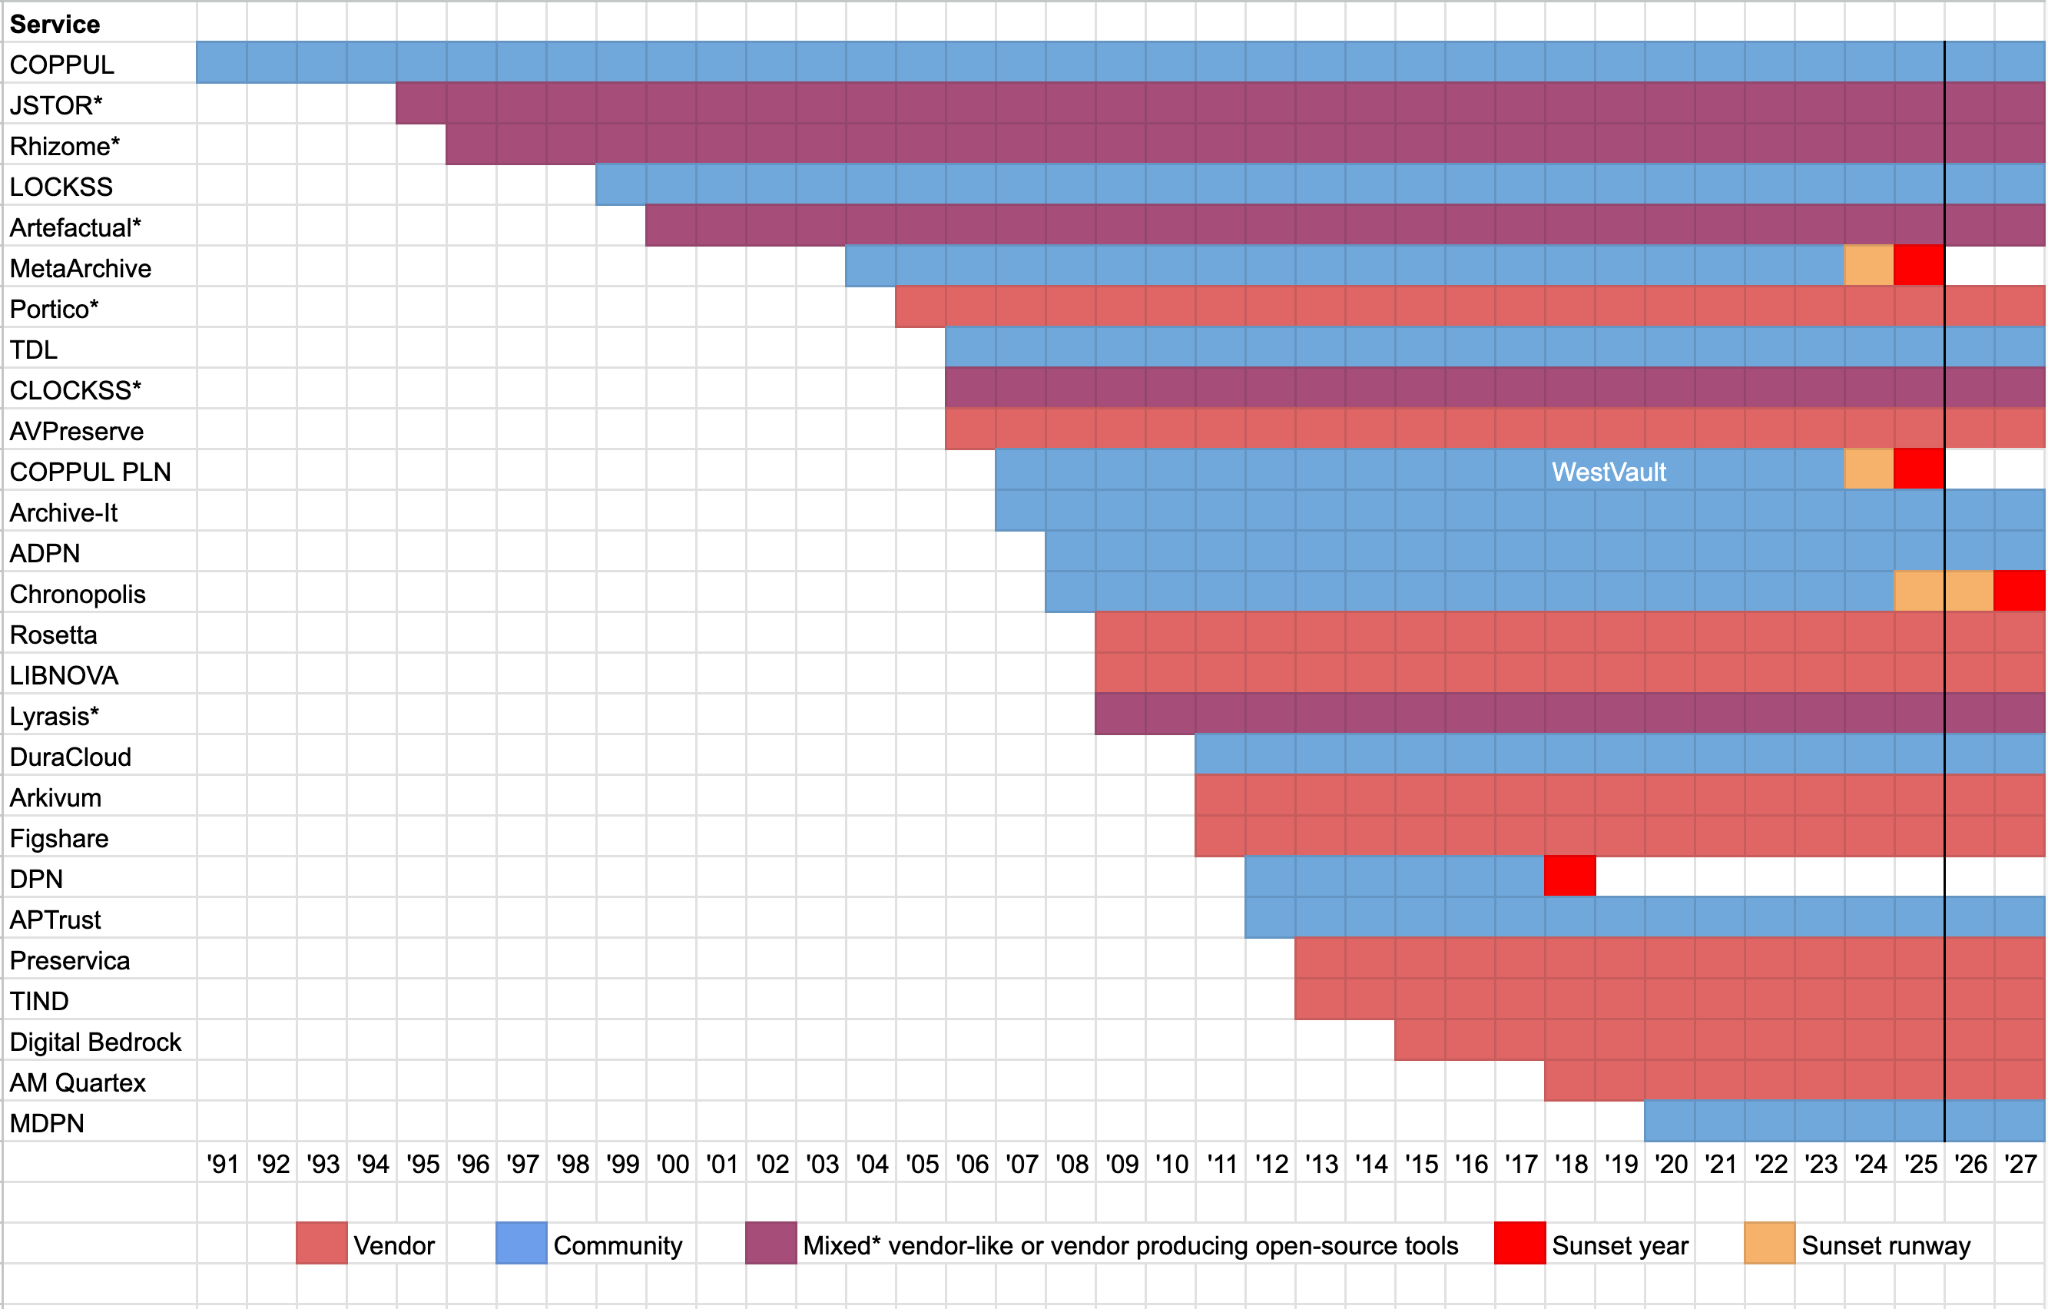 Service
COPPUL
JSTOR*
Rhizome*
LOCKSS
Artefactual*
MetaArchive
Portico*
TDL
CLOCKSS*
AVPreserve
COPPUL PLN WestVault
Archive-It
ADPN
Chronopolis
Rosetta
LIBNOVA
Lyrasis*
DuraCloud
Arkivum
Figshare
DPN
APTrust
Preservica
TIND
Digital Bedrock
AM Quartex
MDPN
'91 '92 '93 '94 '95 '96 '97 '98 '99 '00 '01 '02 '03 '04 '05 '06 '07 '08 '09 '10 '11 '12 '13 '14 '15 '16 '17 '18 '19 '20 '21 '22 '23 '24 '25 '26 '27
Vendor Community Mixed* vendor-like or vendor producing open-source tools Sunset year Sunset runway